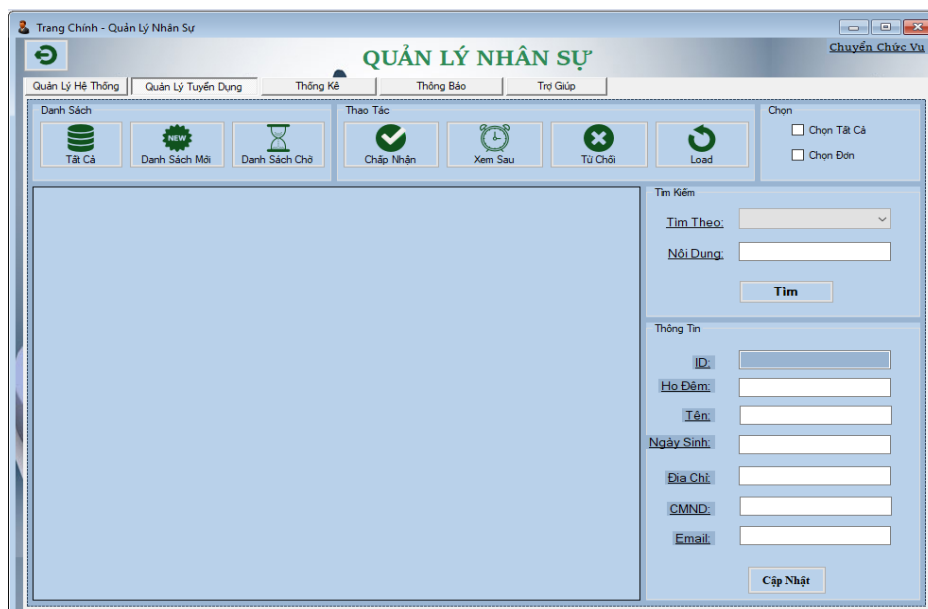 Trang Chính - Quản Lý Nhân Sự
QUẢN LÝ NHÂN SỰ
Chuyển Chức Vụ
Quản Lý Hệ Thống
Quản Lý Tuyển Dụng
Thống Kê
Thông Báo
Trợ Giúp
Danh Sách
Tất Cả
NEW
Danh Sách Mới
Danh Sách Chờ
Thao Tác
Chấp Nhận
Xem Sau
Từ Chối
Load
Chọn
Chọn Tất Cả
Chọn Đơn
Tìm Kiếm
Tìm Theo:
Nội Dung:
Tìm
Thông Tin
ID:
Họ Đệm:
Tên:
Ngày Sinh:
Địa Chỉ:
CMND:
Email:
Cập Nhật